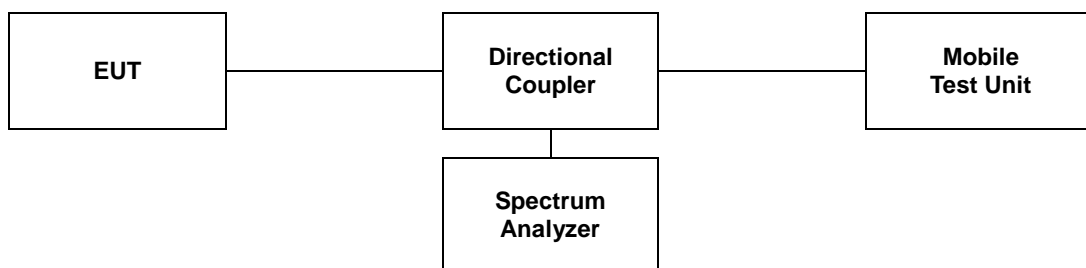 EUT
Directional
Coupler
Mobile
Test Unit
Spectrum
Analyzer